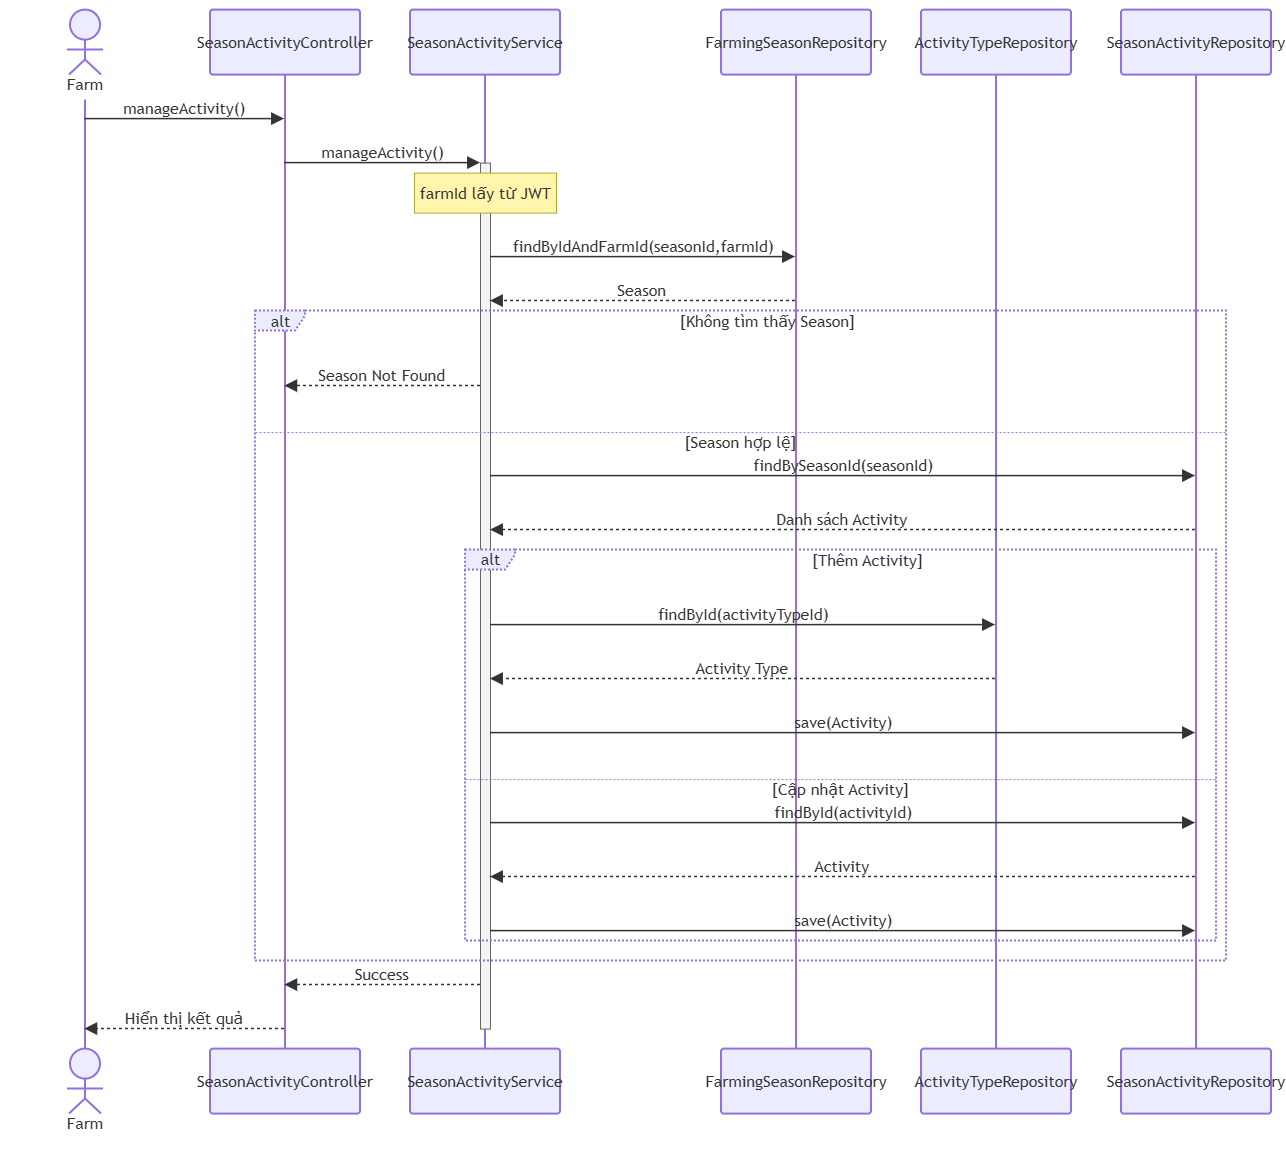 Farm
SeasonActivityController
SeasonActivityService
FarmingSeasonRepository
ActivityTypeRepository
SeasonActivityRepository
manageActivity()
manageActivity()
farmId lấy từ JWT
findByIdAndFarmId(seasonId,farmId)
Season
alt
[Không tìm thấy Season]
Season Not Found
[Season hợp lệ]
findBySeasonId(seasonId)
Danh sách Activity
alt
[Thêm Activity]
findById(activityTypeId)
Activity Type
save(Activity)
[Cập nhật Activity]
findById(activityId)
Activity
save(Activity)
Success
Hiển thị kết quả
Farm
SeasonActivityController
SeasonActivityService
FarmingSeasonRepository
ActivityTypeRepository
SeasonActivityRepository